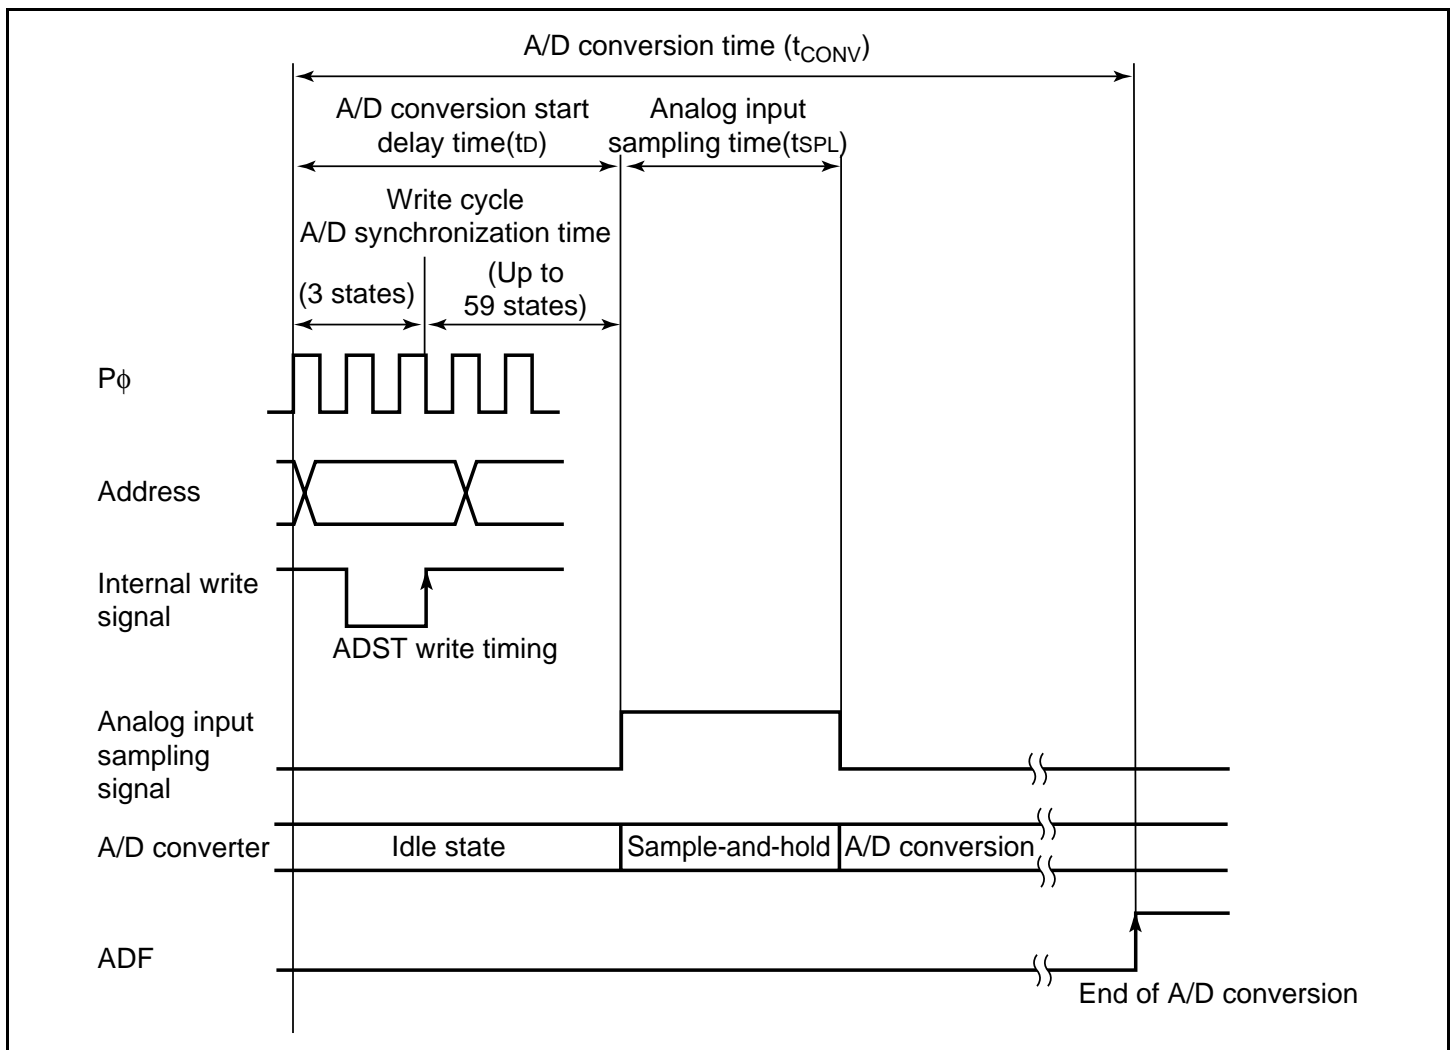 A/D conversion time (tCONV)
A/D conversion start
delay time(tD)
Analog input
sampling time(tSPL)
Write cycle
A/D synchronization time
(3 states)
(Up to
59 states)
Pϕ
Address
Internal write
signal
ADST write timing
Analog input
sampling
signal
A/D converter
Idle state
Sample-and-hold
A/D conversion
ADF
End of A/D conversion